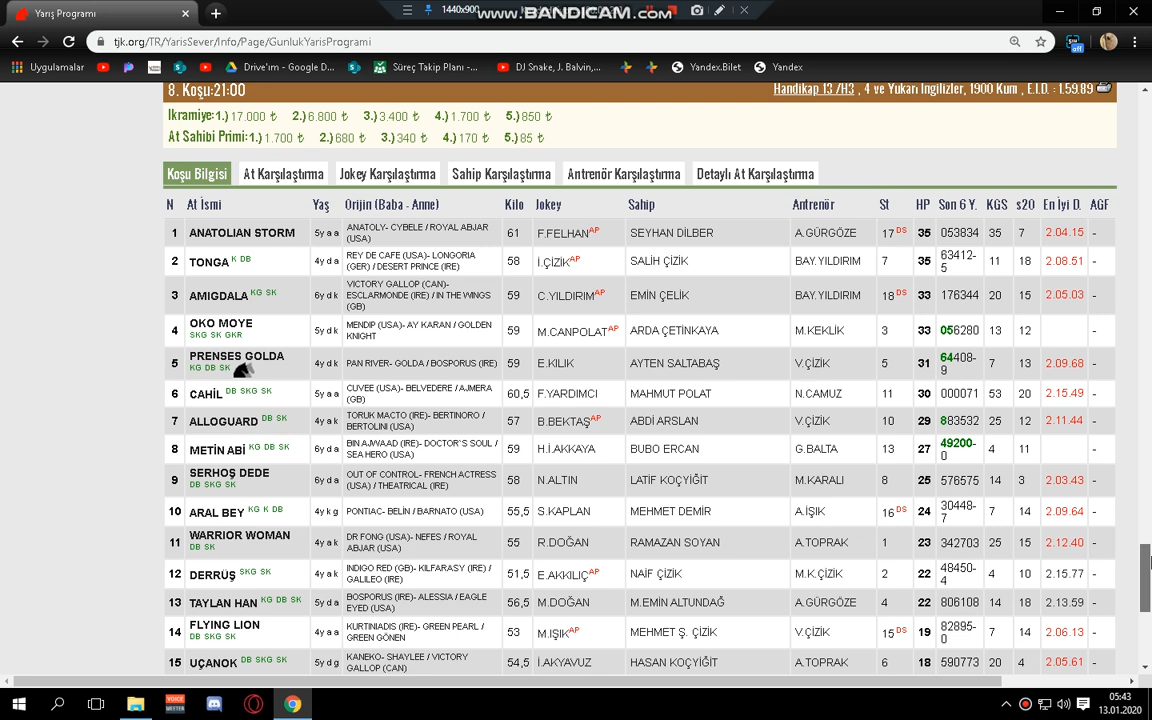 Yarış Programı
1440x900
www.BANDICAM.com
tjk.org/TR/YarisSever/Info/Page/GunlukYarisProgrami
off
Uygulamalar
Drive'ım - Google D...
Süreç Takip Planı -...
DJ Snake, J. Balvin,...
Yandex.Bilet
Yandex
8. Koşu:21:00 Handikap 13 /H3 , 4 ve Yukarı İngilizler, 1900 Kum , E.İ.D. : 1.59.89
İkramiye: 1.) 17.000 ₺ 2.) 6.800 ₺ 3.) 3.400 ₺ 4.) 1.700 ₺ 5.) 850 ₺
At Sahibi Primi: 1.) 1.700 ₺ 2.) 680 ₺ 3.) 340 ₺ 4.) 170 ₺ 5.) 85 ₺
Koşu Bilgisi At Karşılaştırma Jokey Karşılaştırma Sahip Karşılaştırma Antrenör Karşılaştırma Detaylı At Karşılaştırma
N At İsmi Yaş Orijin (Baba - Anne) Kilo Jokey Sahip Antrenör St HP Son 6 Y. KGS s20 En İyi D. AGF
1 ANATOLIAN STORM 5y a a ANATOLY- CYBELE / ROYAL ABJAR (USA) 61 F.FELHAN AP SEYHAN DİLBER A.GÜRGÖZE 17 DS 35 053834 35 7 2.04.15 -
2 TONGA K DB 4y d a REY DE CAFE (USA)- LONGORIA (GER) / DESERT PRINCE (IRE) 58 İ.ÇİZİK AP SALİH ÇİZİK BAY.YILDIRIM 7 35 63412-5 11 18 2.08.51 -
3 AMIGDALA KG SK 6y d k VICTORY GALLOP (CAN)- ESCLARMONDE (IRE) / IN THE WINGS (GB) 59 C.YILDIRIM AP EMİN ÇELİK BAY.YILDIRIM 18 DS 33 176344 20 15 2.05.03 -
4 OKO MOYE SKG SK GKR 5y d k MENDIP (USA)- AY KARAN / GOLDEN KNIGHT 59 M.CANPOLAT AP ARDA ÇETİNKAYA M.KEKLİK 3 33 056280 13 12 -
5 PRENSES GOLDA KG DB SK 4y d k PAN RIVER- GOLDA / BOSPORUS (IRE) 59 E.KILIK AYTEN SALTABAŞ V.ÇİZİK 5 31 64408-9 7 13 2.09.68 -
6 CAHİL DB SKG SK 5y a a CUVEE (USA)- BELVEDERE / AJMERA (GB) 60,5 F.YARDIMCI MAHMUT POLAT N.CAMUZ 11 30 000071 53 20 2.15.49 -
7 ALLOGUARD DB SK 4y a k TORUK MACTO (IRE)- BERTINORO / BERTOLINI (USA) 57 B.BEKTAŞ AP ABDİ ARSLAN V.ÇİZİK 10 29 883532 25 12 2.11.44 -
8 METİN ABİ KG DB SK 6y d a BIN AJWAAD (IRE)- DOCTOR'S SOUL / SEA HERO (USA) 58 H.İ.AKKAYA BUBO ERCAN G.BALTA 13 27 49200-0 4 11 -
9 SERHOŞ DEDE DB SKG SK 6y d a OUT OF CONTROL- FRENCH ACTRESS (USA) / THEATRICAL (IRE) 58 N.ALTIN LATİF KOÇYİĞİT M.KARALI 8 25 576575 14 3 2.03.43 -
10 ARAL BEY KG K DB 4y k g PONTIAC- BELİN / BARNATO (USA) 55,5 S.KAPLAN MEHMET DEMİR A.IŞIK 16 DS 24 30448-7 7 14 2.09.64 -
11 WARRIOR WOMAN DB SK 4y a k DR FONG (USA)- NEFES / ROYAL ABJAR (USA) 55 R.DOĞAN RAMAZAN SOYAN A.TOPRAK 1 23 342703 25 15 2.12.40 -
12 DERRÜŞ SKG SK 4y a k INDIGO RED (GB)- KILFARASY (IRE) / GALILEO (IRE) 51,5 E.AKKILIÇ AP NAİF ÇİZİK M.K.ÇİZİK 2 22 48450-4 4 10 2.15.77 -
13 TAYLAN HAN KG DB SK 5y d a BOSPORUS (IRE)- ALESSIA / EAGLE EYED (USA) 56,5 M.DOĞAN M.EMİN ALTUNDAĞ A.GÜRGÖZE 4 22 806108 14 18 2.13.59 -
14 FLYING LION DB SKG SK 4y a a KURTINIADIS (IRE)- GREEN PEARL / GREEN GÖNEN 53 M.IŞIK AP MEHMET Ş. ÇİZİK V.ÇİZİK 15 DS 19 82895-0 7 14 2.06.13 -
15 UÇANOK DB SKG SK 5y d g KANEKO- SHAYLEE / VICTORY GALLOP (CAN) 54,5 İ.AKYAVUZ HASAN KOÇYİĞİT A.TOPRAK 6 18 590773 20 4 2.05.61 -
VOICE MEETER
05:43
13.01.2020